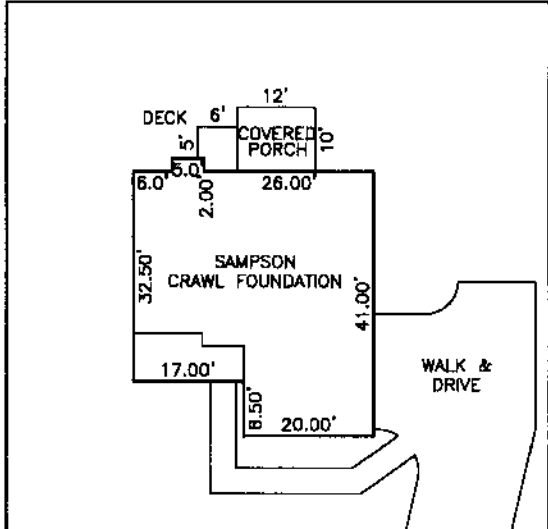 12'
DECK 6'
COVERED
PORCH
5'
10'
6.0' 5.0' 2.00 26.00'
SAMPSON
CRAWL FOUNDATION
32.50'
41.00'
17.00'
WALK &
DRIVE
8.50'
20.00'